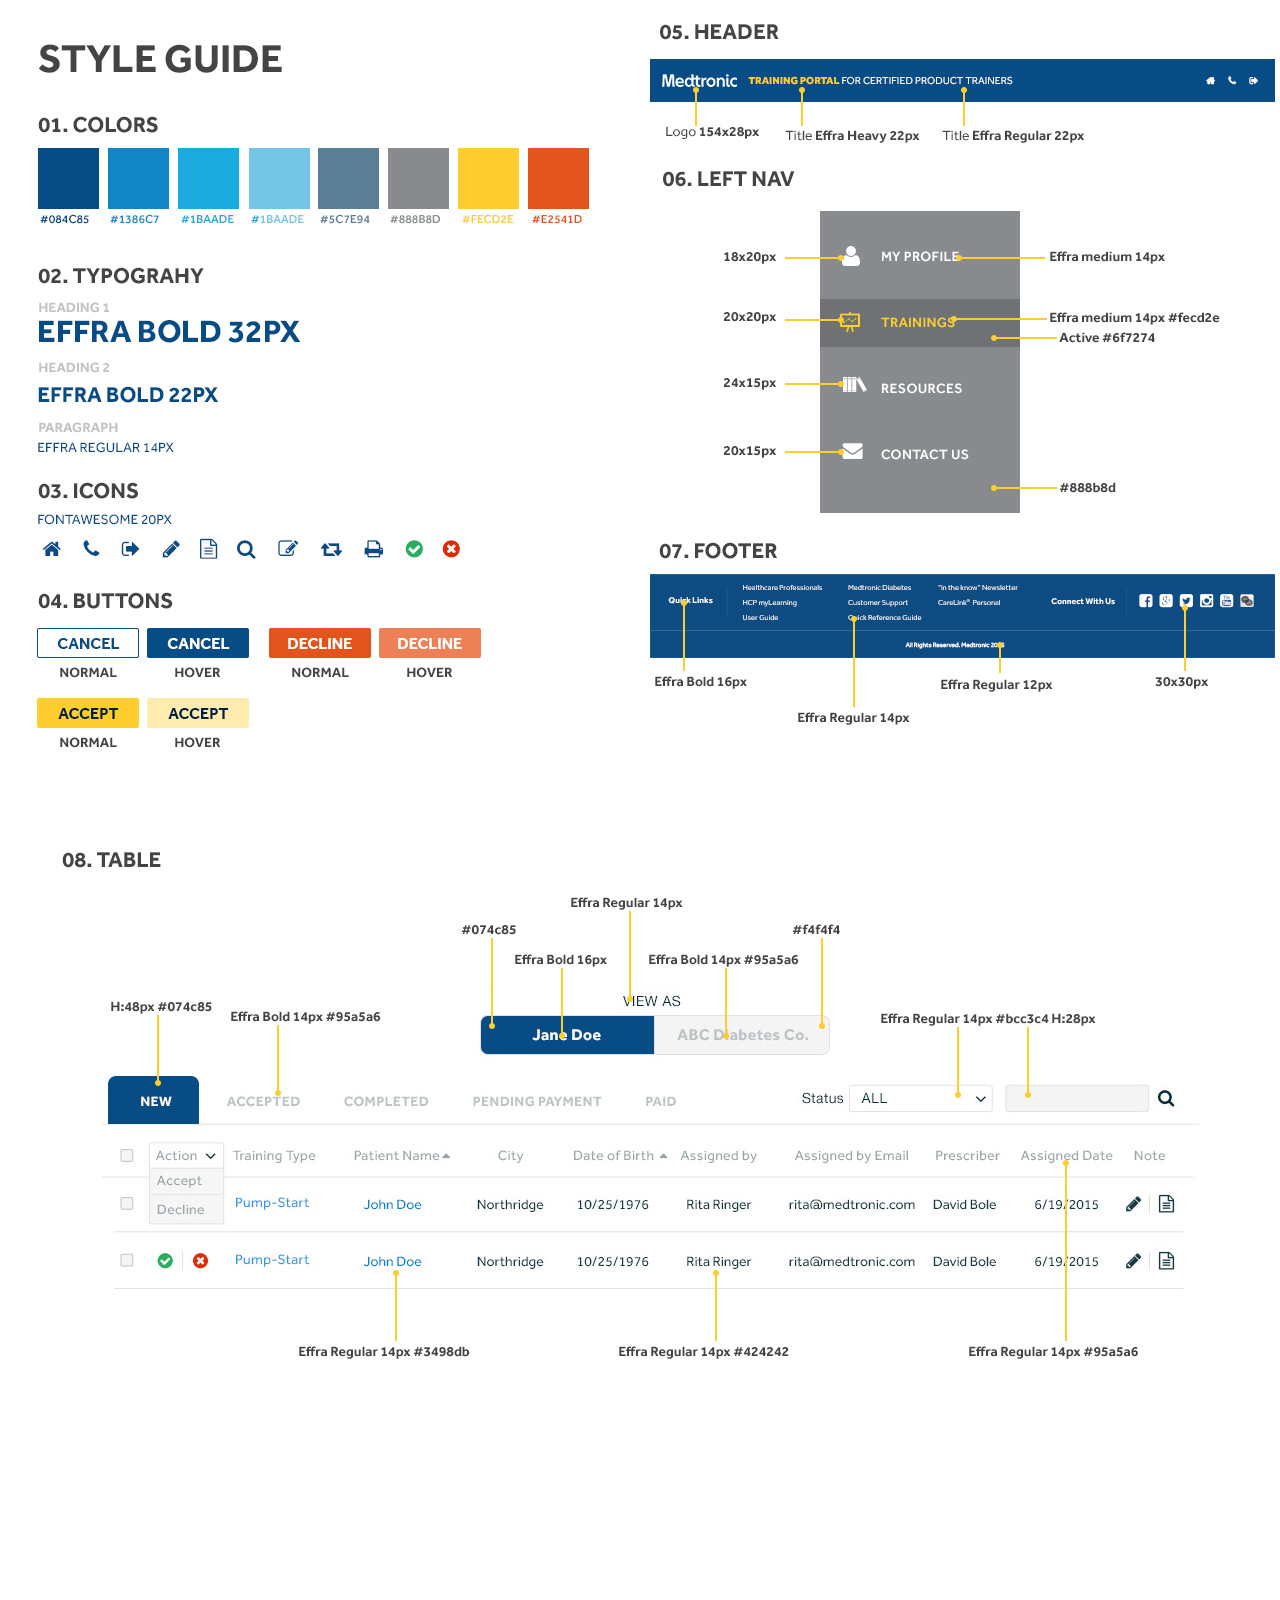 STYLE GUIDE
01. COLORS
#084C85 #1386C7 #1BAADE #1BAADE #5C7E94 #888B8D #FECD2E #E2541D
02. TYPOGRAHY
HEADING 1
EFFRA BOLD 32PX
HEADING 2
EFFRA BOLD 22PX
PARAGRAPH
EFFRA REGULAR 14PX
03. ICONS
FONTAWESOME 20PX
04. BUTTONS
CANCEL CANCEL DECLINE DECLINE
NORMAL HOVER NORMAL HOVER
ACCEPT ACCEPT
NORMAL HOVER
05. HEADER
Medtronic TRAINING PORTAL FOR CERTIFIED PRODUCT TRAINERS
Logo 154x28px Title Effra Heavy 22px Title Effra Regular 22px
06. LEFT NAV
18x20px MY PROFILE Effra medium 14px
20x20px TRAININGS Effra medium 14px #fecd2e
Active #6f7274
24x15px RESOURCES
20x15px CONTACT US
#888b8d
07. FOOTER
Healthcare Professionals Medtronic Diabetes "in the know" Newsletter
Quick Links HCP myLearning Customer Support CareLink® Personal Connect With Us
User Guide Quick Reference Guide
All Rights Reserved. Medtronic
Effra Bold 16px Effra Regular 12px 30x30px
Effra Regular 14px
08. TABLE
Effra Regular 14px
#074c85 #f4f4f4
Effra Bold 16px Effra Bold 14px #95a5a6
VIEW AS
H:48px #074c85 Effra Bold 14px #95a5a6 Effra Regular 14px #bcc3c4 H:28px
Jane Doe ABC Diabetes Co.
NEW ACCEPTED COMPLETED PENDING PAYMENT PAID Status ALL
Action Training Type Patient Name City Date of Birth Assigned by Assigned by Email Prescriber Assigned Date Note
Accept
Decline
Pump-Start John Doe Northridge 10/25/1976 Rita Ringer rita@medtronic.com David Bole 6/19/2015
Pump-Start John Doe Northridge 10/25/1976 Rita Ringer rita@medtronic.com David Bole 6/19/2015
Effra Regular 14px #3498db Effra Regular 14px #424242 Effra Regular 14px #95a5a6